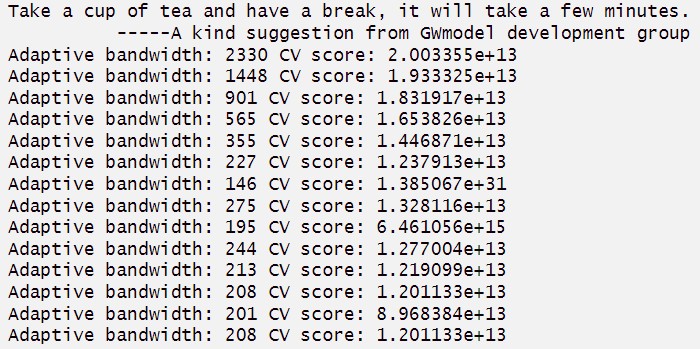 Take a cup of tea and have a break, it will take a few minutes.
-----A kind suggestion from GWmodel development group
Adaptive bandwidth: 2330 CV score: 2.003355e+13
Adaptive bandwidth: 1448 CV score: 1.933325e+13
Adaptive bandwidth: 901 CV score: 1.831917e+13
Adaptive bandwidth: 565 CV score: 1.653826e+13
Adaptive bandwidth: 355 CV score: 1.446871e+13
Adaptive bandwidth: 227 CV score: 1.237913e+13
Adaptive bandwidth: 146 CV score: 1.385067e+31
Adaptive bandwidth: 275 CV score: 1.328116e+13
Adaptive bandwidth: 195 CV score: 6.461056e+15
Adaptive bandwidth: 244 CV score: 1.277004e+13
Adaptive bandwidth: 213 CV score: 1.219099e+13
Adaptive bandwidth: 208 CV score: 1.201133e+13
Adaptive bandwidth: 201 CV score: 8.968384e+13
Adaptive bandwidth: 208 CV score: 1.201133e+13